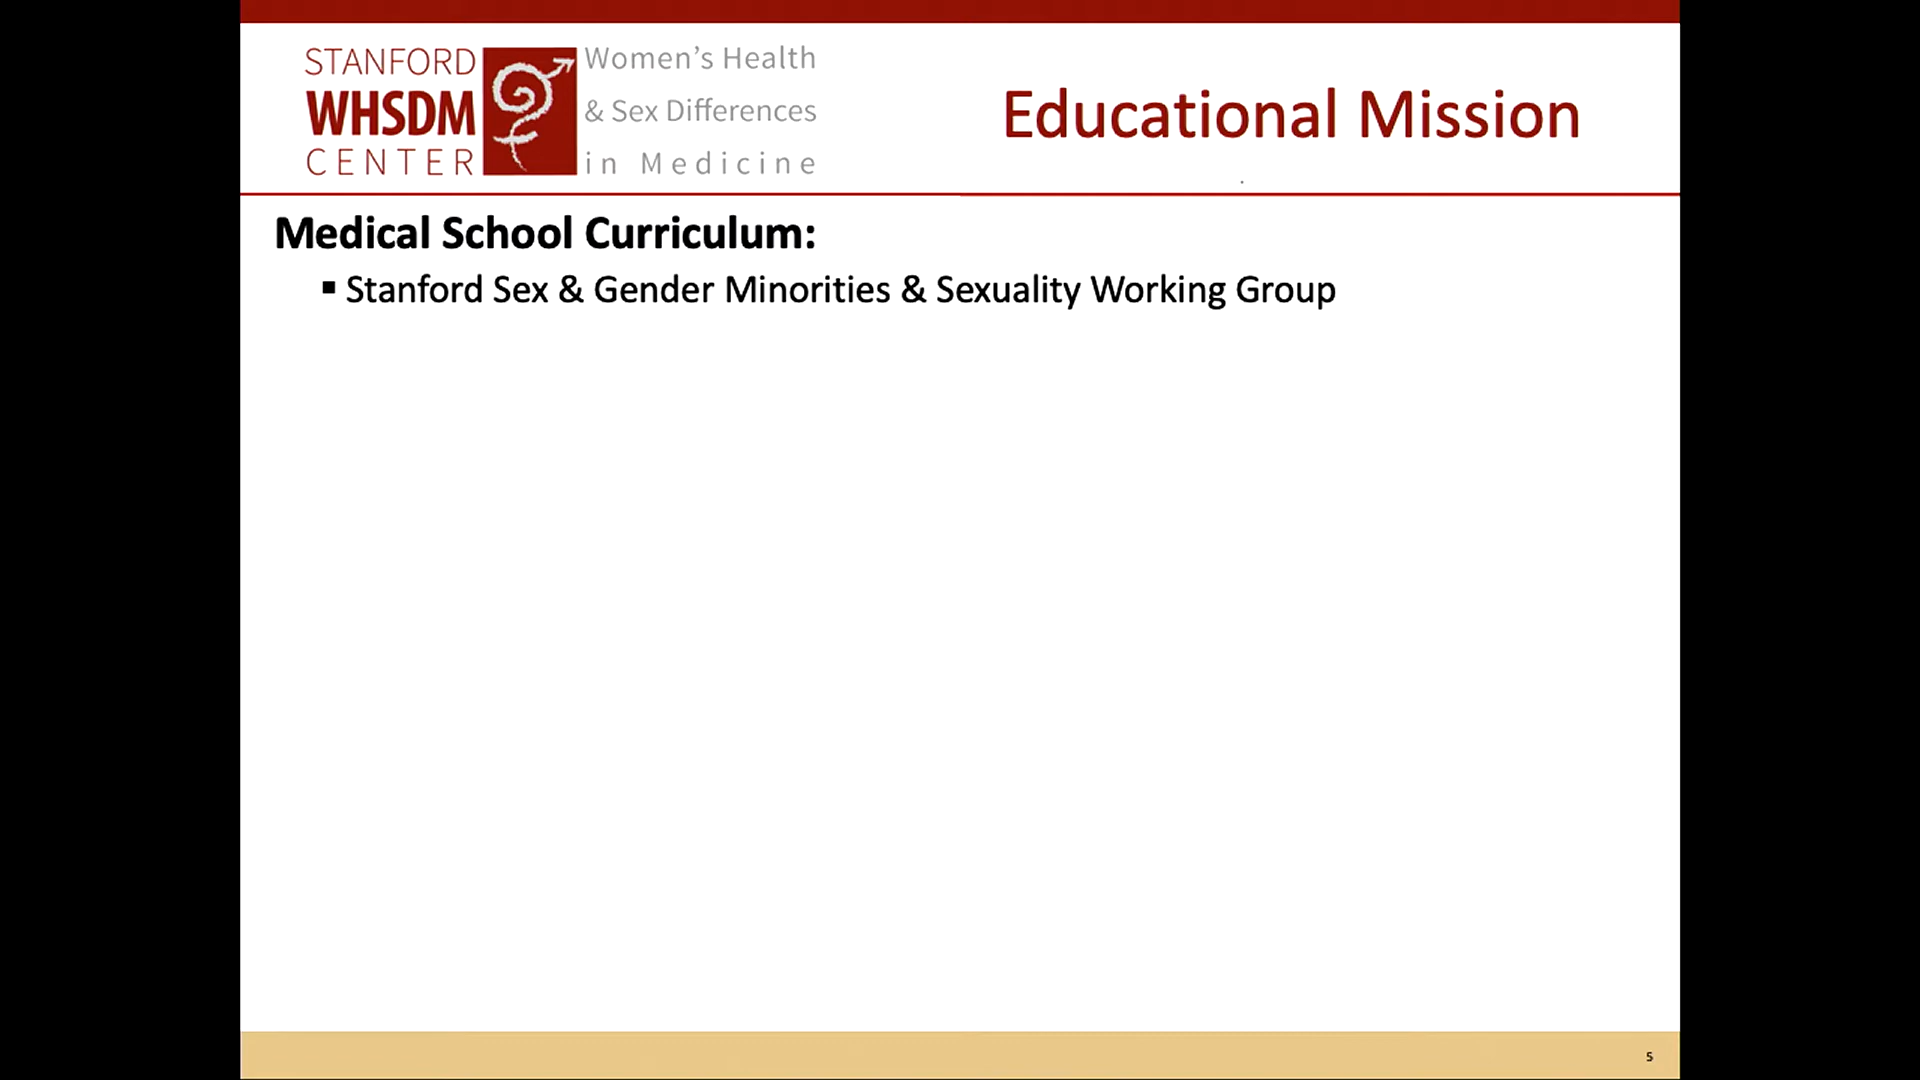 STANFORD
WHSDM
CENTER
Women’s Health
& Sex Differences
in Medicine
Educational Mission
Medical School Curriculum:
▪ Stanford Sex & Gender Minorities & Sexuality Working Group
5